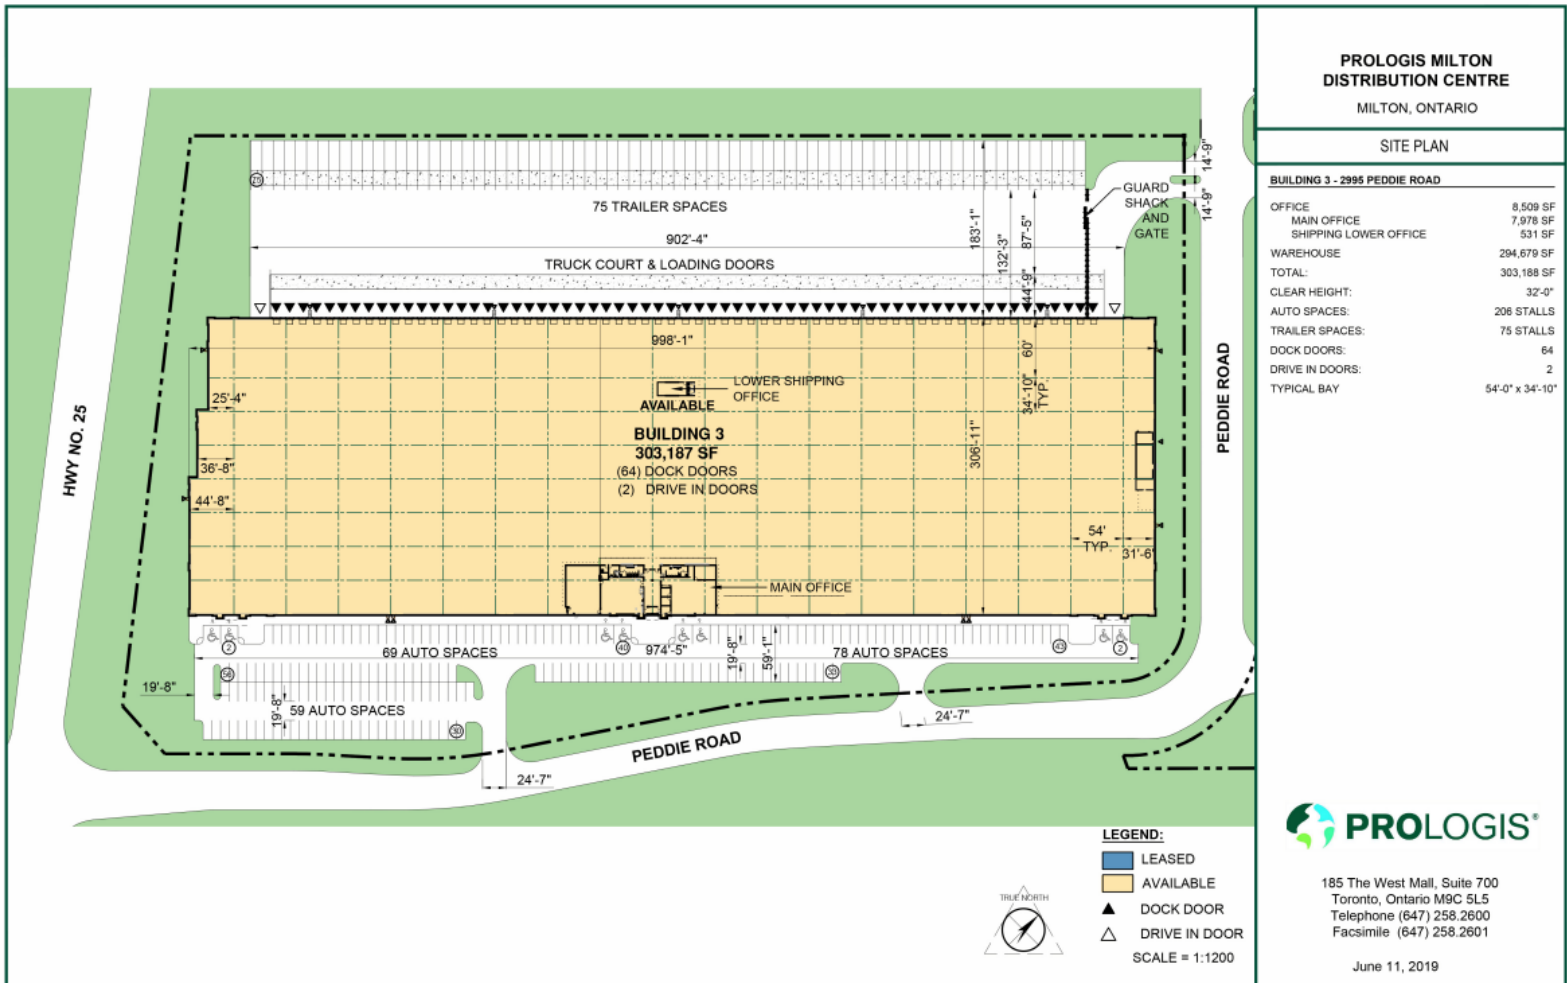 PROLOGIS MILTON
DISTRIBUTION CENTRE
MILTON, ONTARIO
SITE PLAN
BUILDING 3 - 2995 PEDDIE ROAD
OFFICE 8,509 SF
MAIN OFFICE 7,978 SF
SHIPPING LOWER OFFICE 531 SF
WAREHOUSE 294,679 SF
TOTAL: 303,188 SF
CLEAR HEIGHT: 32'-0"
AUTO SPACES: 206 STALLS
TRAILER SPACES: 75 STALLS
DOCK DOORS: 64
DRIVE IN DOORS: 2
TYPICAL BAY 54'-0" x 34'-10"
14'-9"
14'-9"
75
GUARD
SHACK
AND
GATE
75 TRAILER SPACES
183'-1"
132'-3"
87'-5"
44'-9"
902'-4"
TRUCK COURT & LOADING DOORS
998'-1"
60'
34'-10"
TYP.
LOWER SHIPPING
OFFICE
AVAILABLE
BUILDING 3
303,187 SF
(64) DOCK DOORS
(2) DRIVE IN DOORS
25'-4"
36'-8"
44'-8"
306'-11"
54'
TYP.
31'-6"
MAIN OFFICE
HWY NO. 25
PEDDIE ROAD
2
40
43
2
69 AUTO SPACES
974'-5"
19'-8"
59'-1"
78 AUTO SPACES
33
19'-8"
19'-8"
59 AUTO SPACES
30
24'-7"
PEDDIE ROAD
24'-7"
LEGEND:
LEASED
AVAILABLE
DOCK DOOR
DRIVE IN DOOR
SCALE = 1:1200
TRUE NORTH
PROLOGIS®
185 The West Mall, Suite 700
Toronto, Ontario M9C 5L5
Telephone (647) 258.2600
Facsimile (647) 258.2601
June 11, 2019